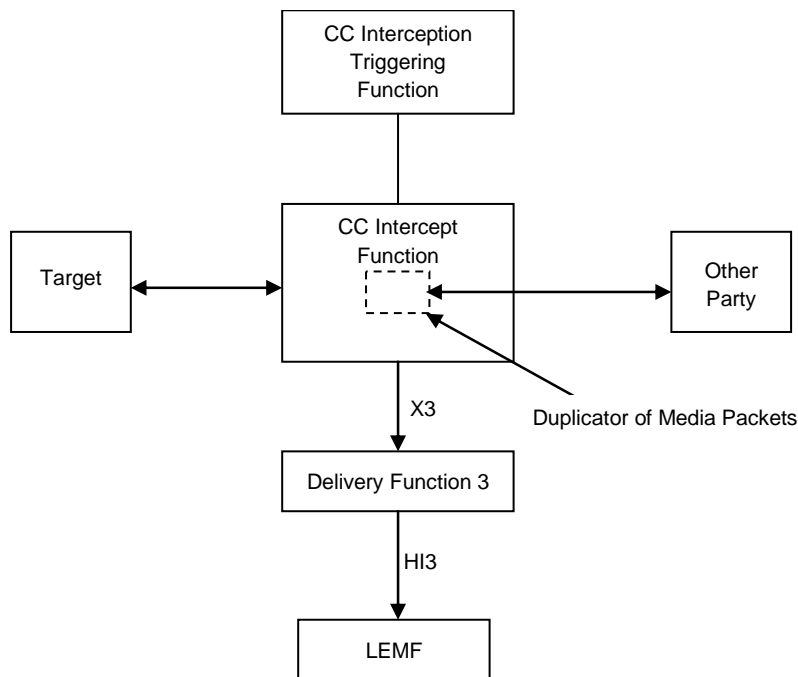 CC Interception
Triggering
Function
CC Intercept
Function
Target
Other
Party
X3
Duplicator of Media Packets
Delivery Function 3
HI3
LEMF